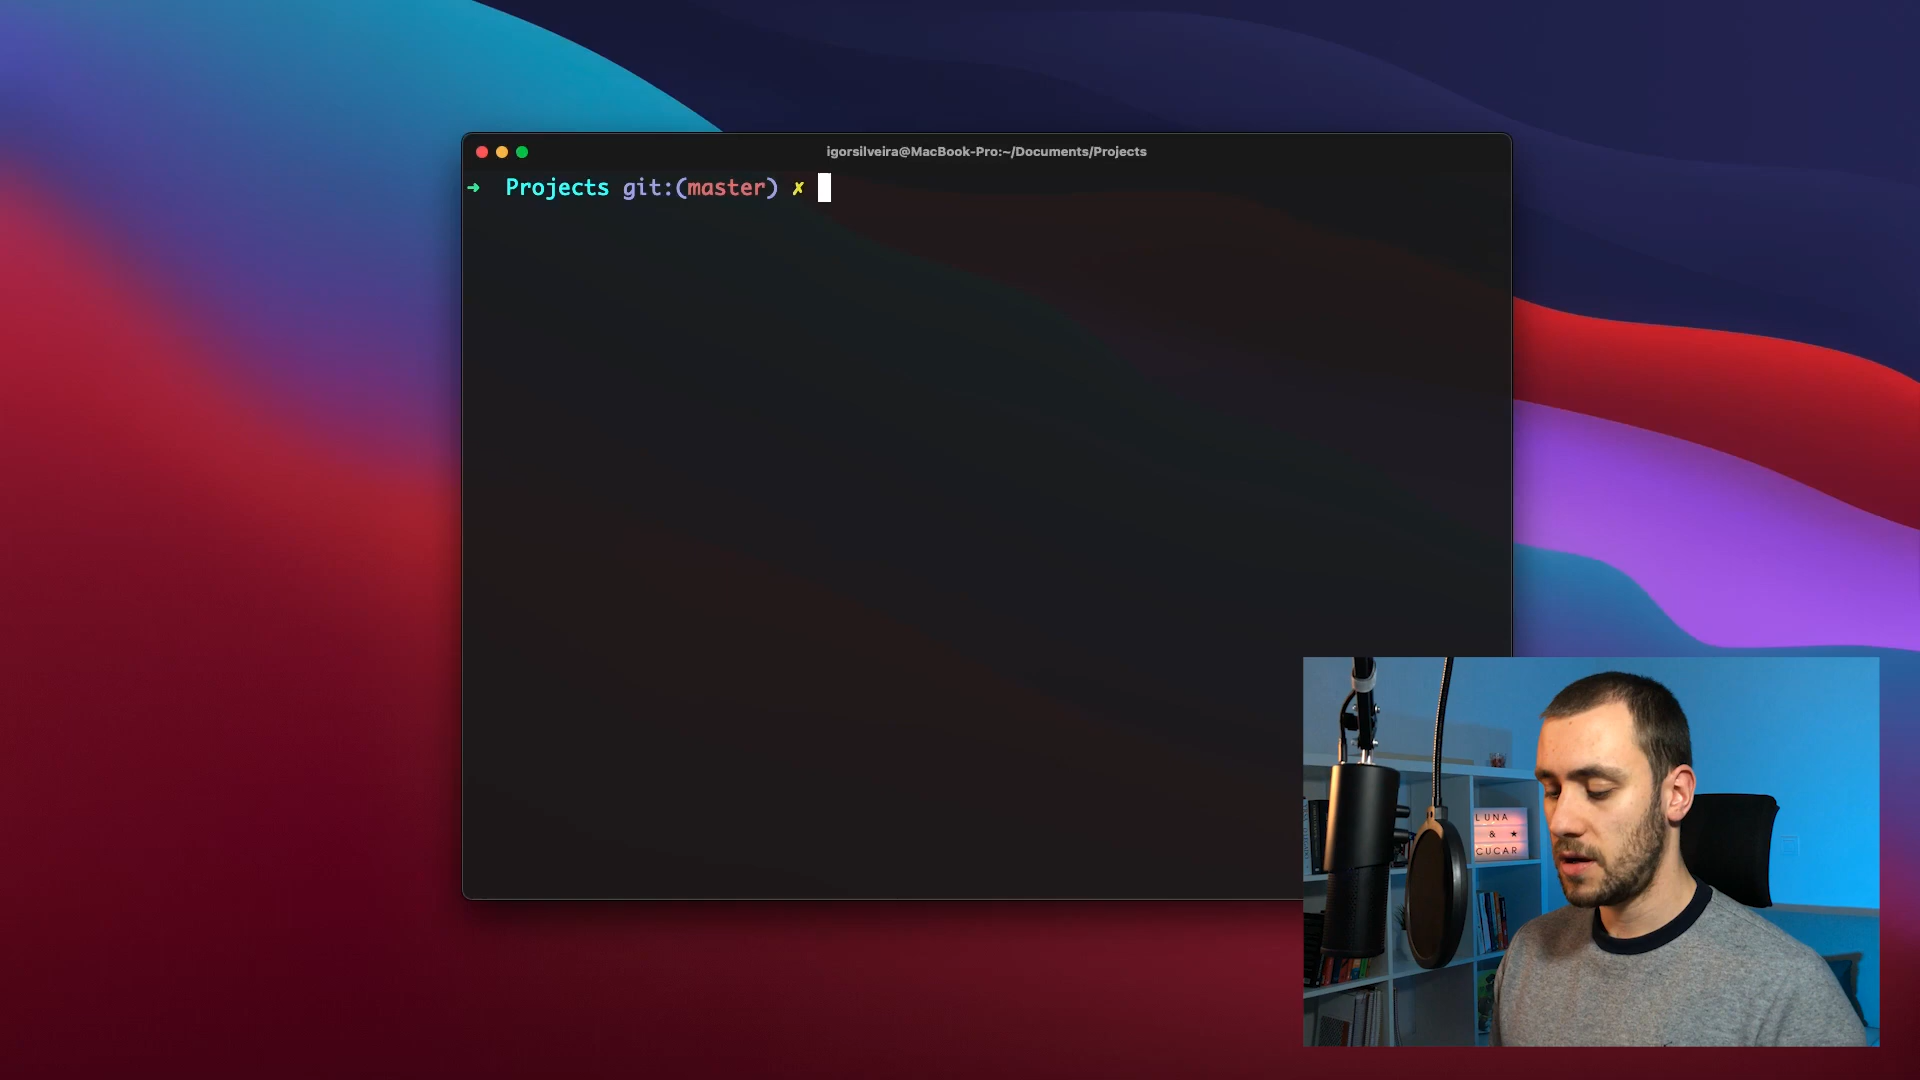 igorsilveira@MacBook-Pro:~/Documents/Projects
➜ Projects git:(master) ✗
LUNA
& ★
CUCAR